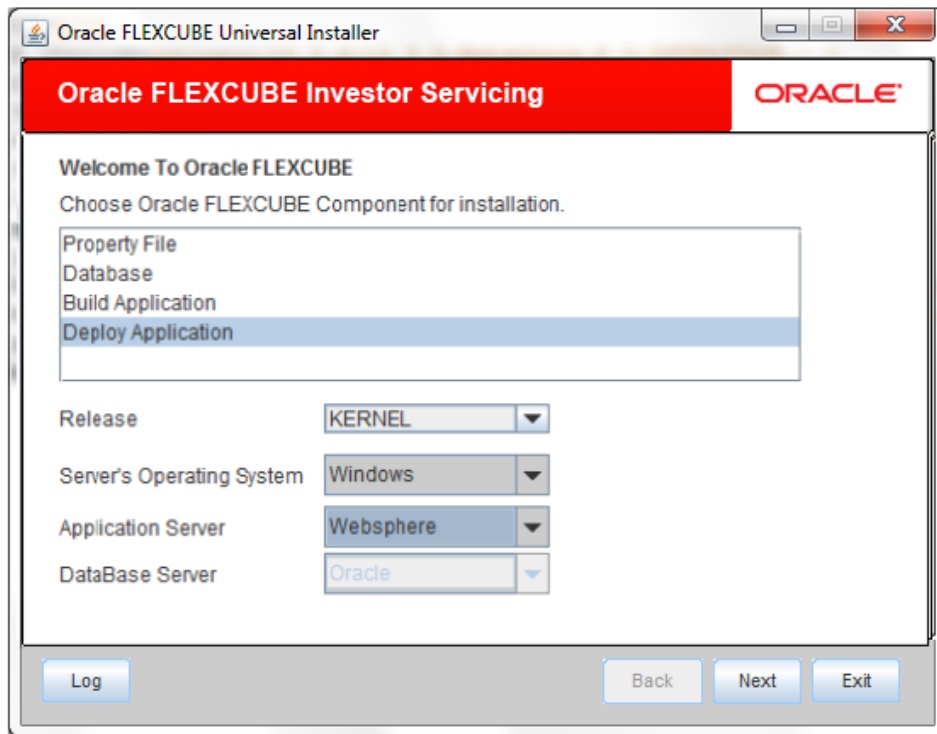 Oracle FLEXCUBE Universal Installer
Oracle FLEXCUBE Investor Servicing
ORACLE
Welcome To Oracle FLEXCUBE
Choose Oracle FLEXCUBE Component for installation.
Property File
Database
Build Application
Deploy Application
Release KERNEL
Server's Operating System Windows
Application Server Websphere
DataBase Server Oracle
Log Back Next Exit